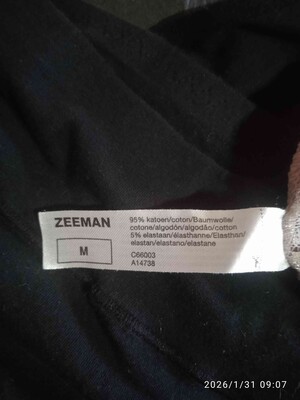 ZEEMAN
M
95% katoen/coton/Baumwolle/
cotone/algodón/algodão/cotton
5% elastaan/élasthanne/Elasthan/
elastan/elastano/elastane
C66003
A14738
2026/1/31 09:07